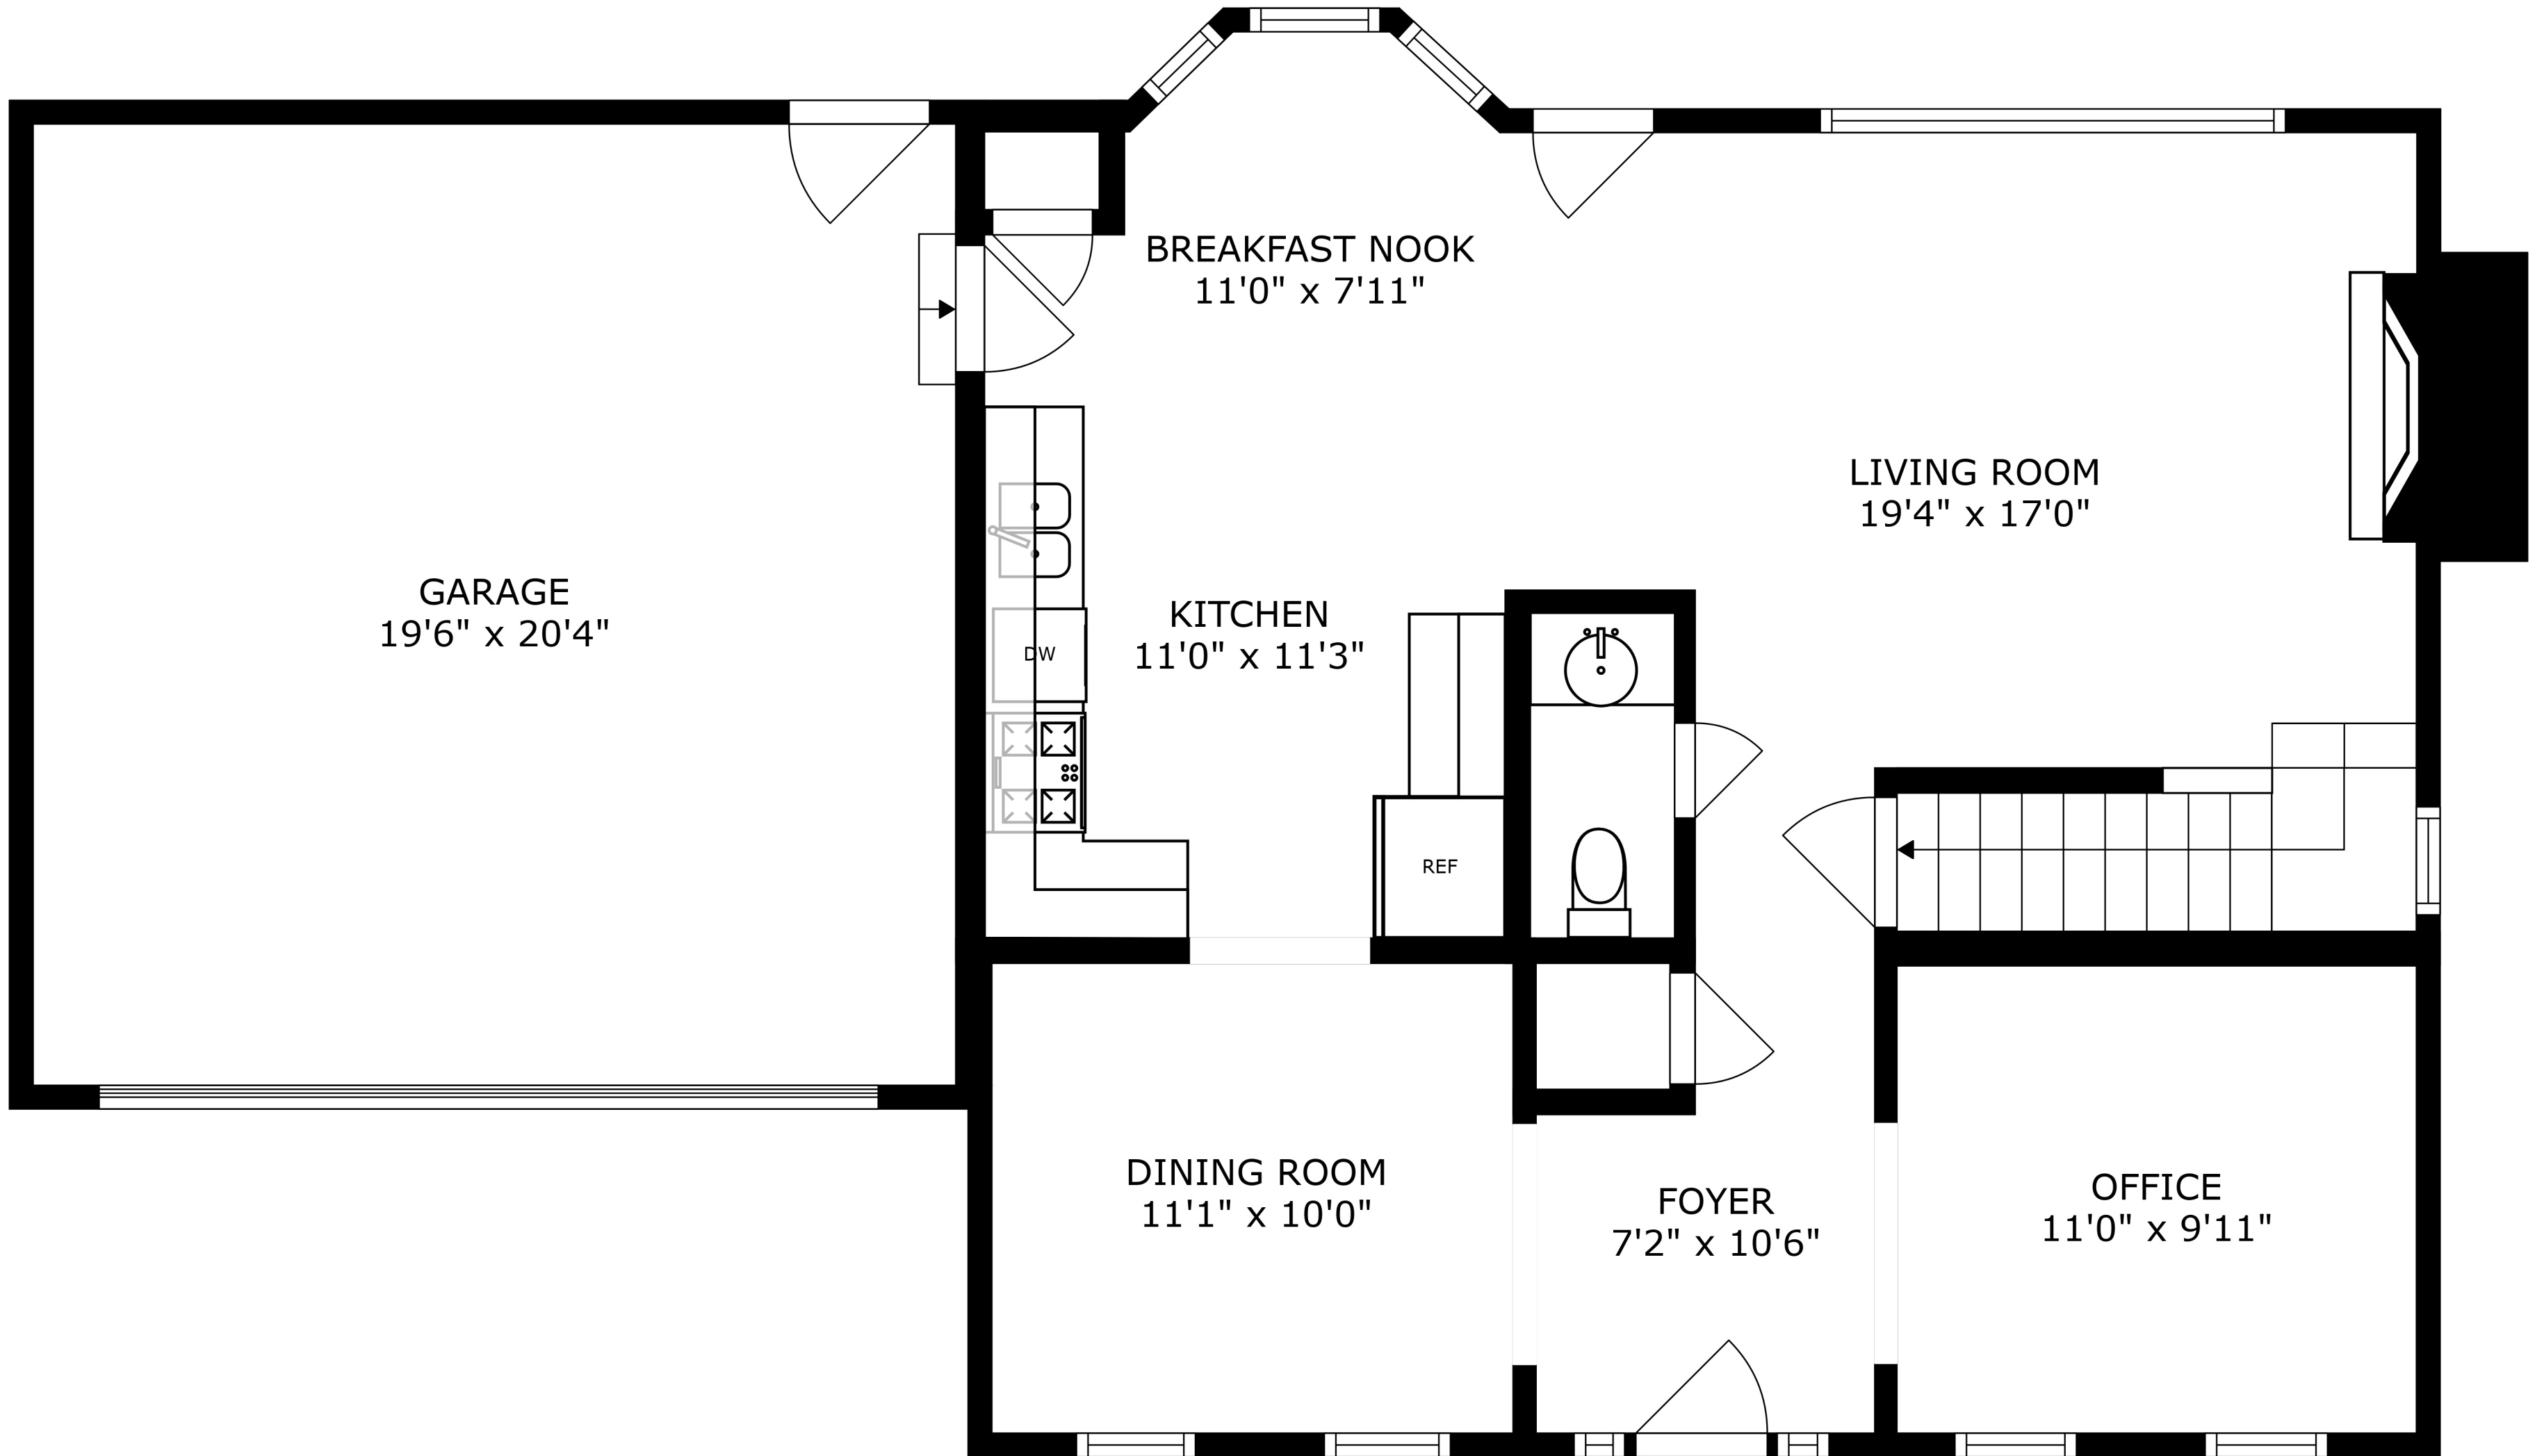 BREAKFAST NOOK
11'0" x 7'11"
LIVING ROOM
19'4" x 17'0"
GARAGE
19'6" x 20'4"
KITCHEN
11'0" x 11'3"
DW
REF
DINING ROOM
11'1" x 10'0"
FOYER
7'2" x 10'6"
OFFICE
11'0" x 9'11"